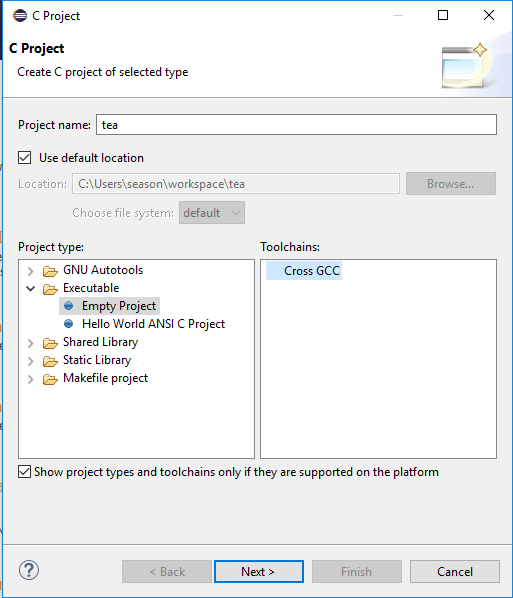 C Project
C Project
Create C project of selected type
Project name: tea
Use default location
Location: C:\Users\season\workspace\tea Browse...
Choose file system: default
Project type: Toolchains:
GNU Autotools Cross GCC
Executable
Empty Project
Hello World ANSI C Project
Shared Library
Static Library
Makefile project
Show project types and toolchains only if they are supported on the platform
? < Back Next > Finish Cancel